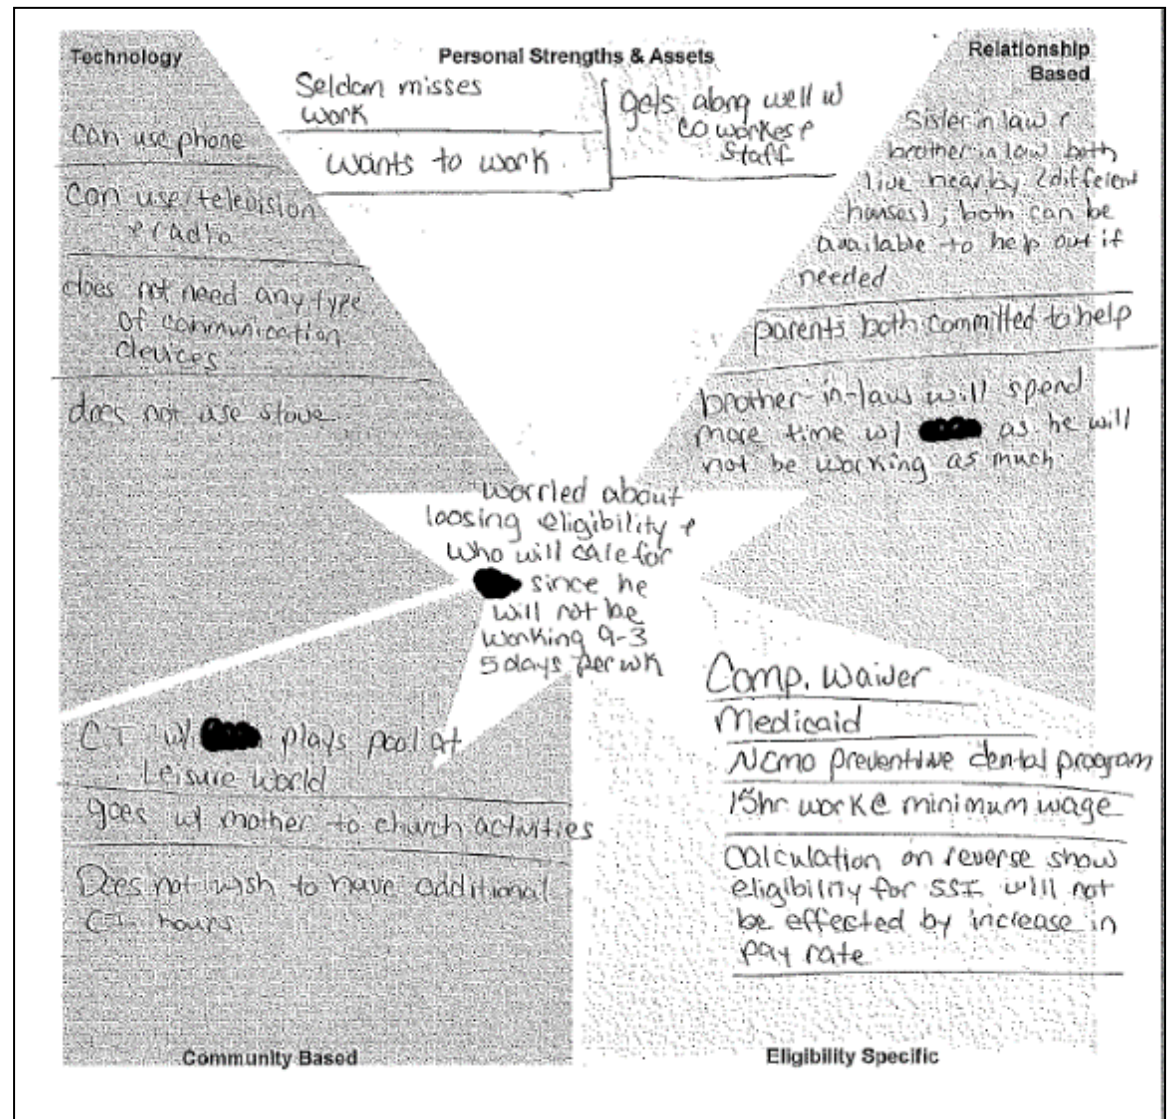 Technology
can use phone
can use television
& radio
does not need any type
of communication
devices
does not use stove
Personal Strengths & Assets
Seldom misses
work
wants to work
gets along well w
co workers &
staff
Relationship
Based
Sister in law &
brother in law both
live nearby (different
houses); both can be
available to help out if
needed
parents both committed to help
brother-in-law will spend
more time w/ as he will
not be working as much
worried about
loosing eligibility &
who will care for
since he
will not be
working 9-3
5 days per wk
CI w/ plays pool at
Leisure World
goes w/ mother to church activities
Does not wish to have additional
CI hours
Community Based
Comp. Waiver
Medicaid
NCMO preventive dental program
15hr work @ minimum wage
Calculation on reverse show
eligibility for SSI will not
be effected by increase in
pay rate
Eligibility Specific